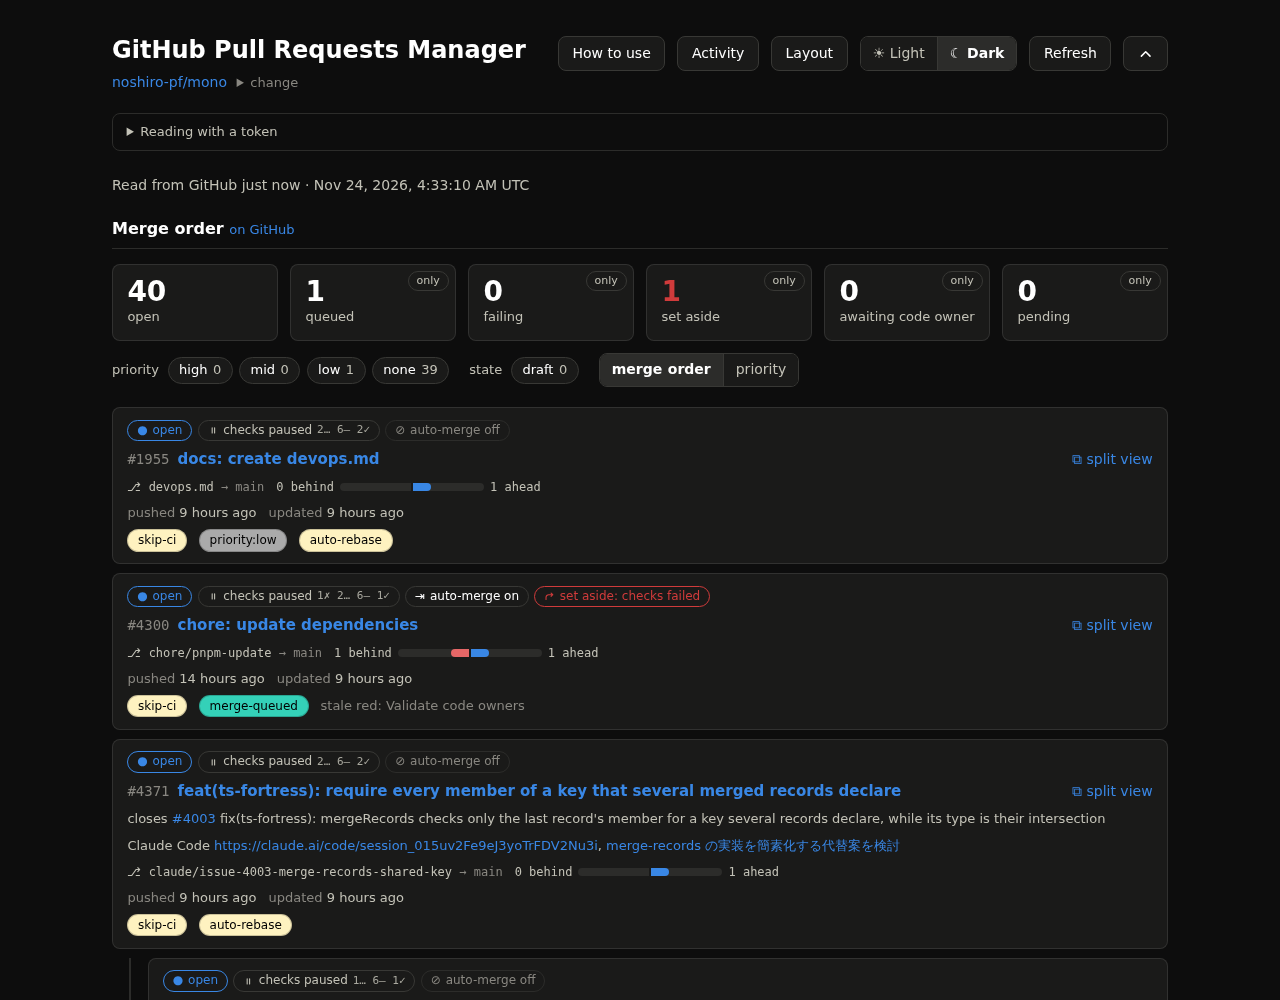 GitHub Pull Requests Manager
How to use
Activity
Layout
☀ Light
☾ Dark
Refresh
noshiro-pf/mono ▶ change
▶ Reading with a token
Read from GitHub just now · Nov 24, 2026, 4:33:10 AM UTC
Merge order on GitHub
40
open
1
queued
only
0
failing
only
1
set aside
only
0
awaiting code owner
only
0
pending
only
priority high 0 mid 0 low 1 none 39 state draft 0 merge order priority
open ⏸ checks paused 2… 6– 2✓ ⊘ auto-merge off
#1955 docs: create devops.md ⧉ split view
⎇ devops.md → main 0 behind 1 ahead
pushed 9 hours ago updated 9 hours ago
skip-ci priority:low auto-rebase
open ⏸ checks paused 1✗ 2… 6– 1✓ ⇥ auto-merge on set aside: checks failed
#4300 chore: update dependencies ⧉ split view
⎇ chore/pnpm-update → main 1 behind 1 ahead
pushed 14 hours ago updated 9 hours ago
skip-ci merge-queued stale red: Validate code owners
open ⏸ checks paused 2… 6– 2✓ ⊘ auto-merge off
#4371 feat(ts-fortress): require every member of a key that several merged records declare ⧉ split view
closes #4003 fix(ts-fortress): mergeRecords checks only the last record's member for a key several records declare, while its type is their intersection
Claude Code https://claude.ai/code/session_015uv2Fe9eJ3yoTrFDV2Nu3i, merge-records の実装を簡素化する代替案を検討
⎇ claude/issue-4003-merge-records-shared-key → main 0 behind 1 ahead
pushed 9 hours ago updated 9 hours ago
skip-ci auto-rebase
open ⏸ checks paused 1… 6– 1✓ ⊘ auto-merge off